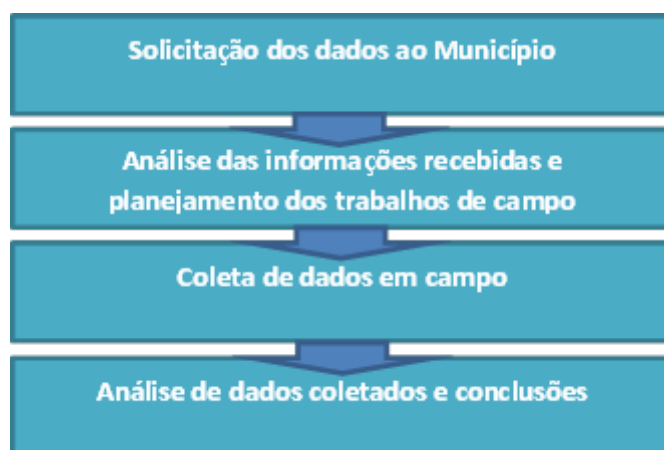 Solicitação dos dados ao Município
Análise das informações recebidas e
planejamento dos trabalhos de campo
Coleta de dados em campo
Análise de dados coletados e conclusões